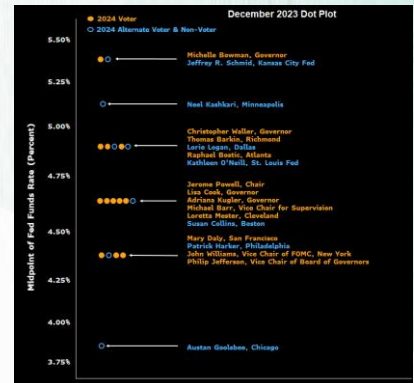 December 2023 Dot Plot
2024 Voter
2024 Alternate Voter & Non-Voter
Midpoint of Fed Funds Rate (Percent)
5.50%
Michelle Bowman, Governor
Jeffrey R. Schmid, Kansas City Fed
5.25%
Neel Kashkari, Minneapolis
5.00%
Christopher Waller, Governor
Thomas Barkin, Richmond
Lorie Logan, Dallas
Raphael Bostic, Atlanta
Kathleen O'Neill, St. Louis Fed
4.75%
Jerome Powell, Chair
Lisa Cook, Governor
Adriana Kugler, Governor
Michael Barr, Vice Chair for Supervision
Loretta Mester, Cleveland
Susan Collins, Boston
4.50%
Mary Daly, San Francisco
Patrick Harker, Philadelphia
John Williams, Vice Chair of FOMC, New York
Philip Jefferson, Vice Chair of Board of Governors
4.25%
4.00%
Austan Goolsbee, Chicago
3.75%